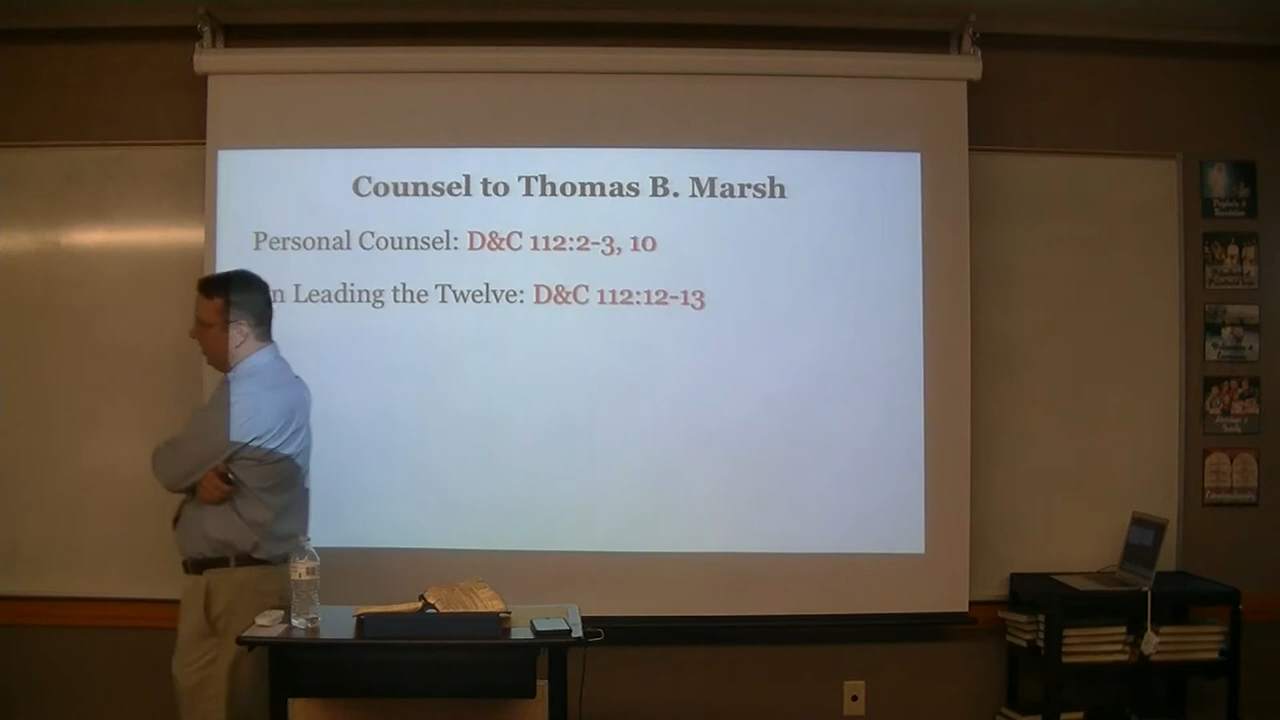 Counsel to Thomas B. Marsh
Personal Counsel: D&C 112:2-3, 10
n Leading the Twelve: D&C 112:12-13